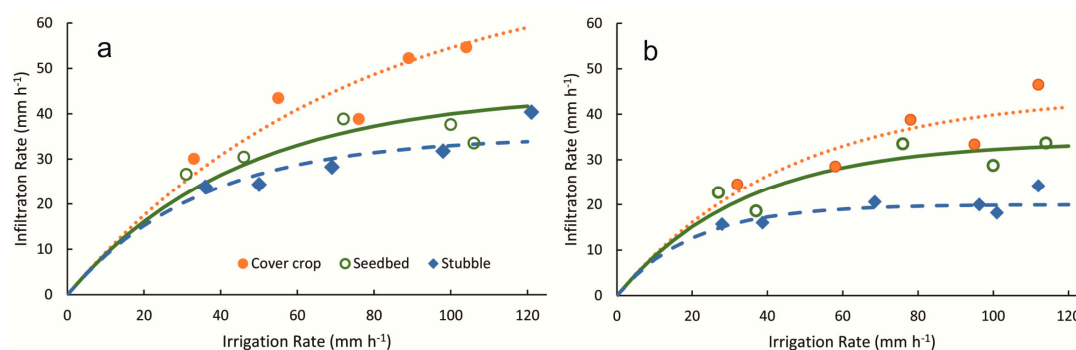 a
60
50
40
30
20
10
0
Infiltraton Rate (mm h-1)
Cover crop Seedbed Stubble
0 20 40 60 80 100 120
Irrigation Rate (mm h-1)
b
60
50
40
30
20
10
0
Infiltration Rate (mm h-1)
0 20 40 60 80 100 120
Irrigation Rate (mm h-1)